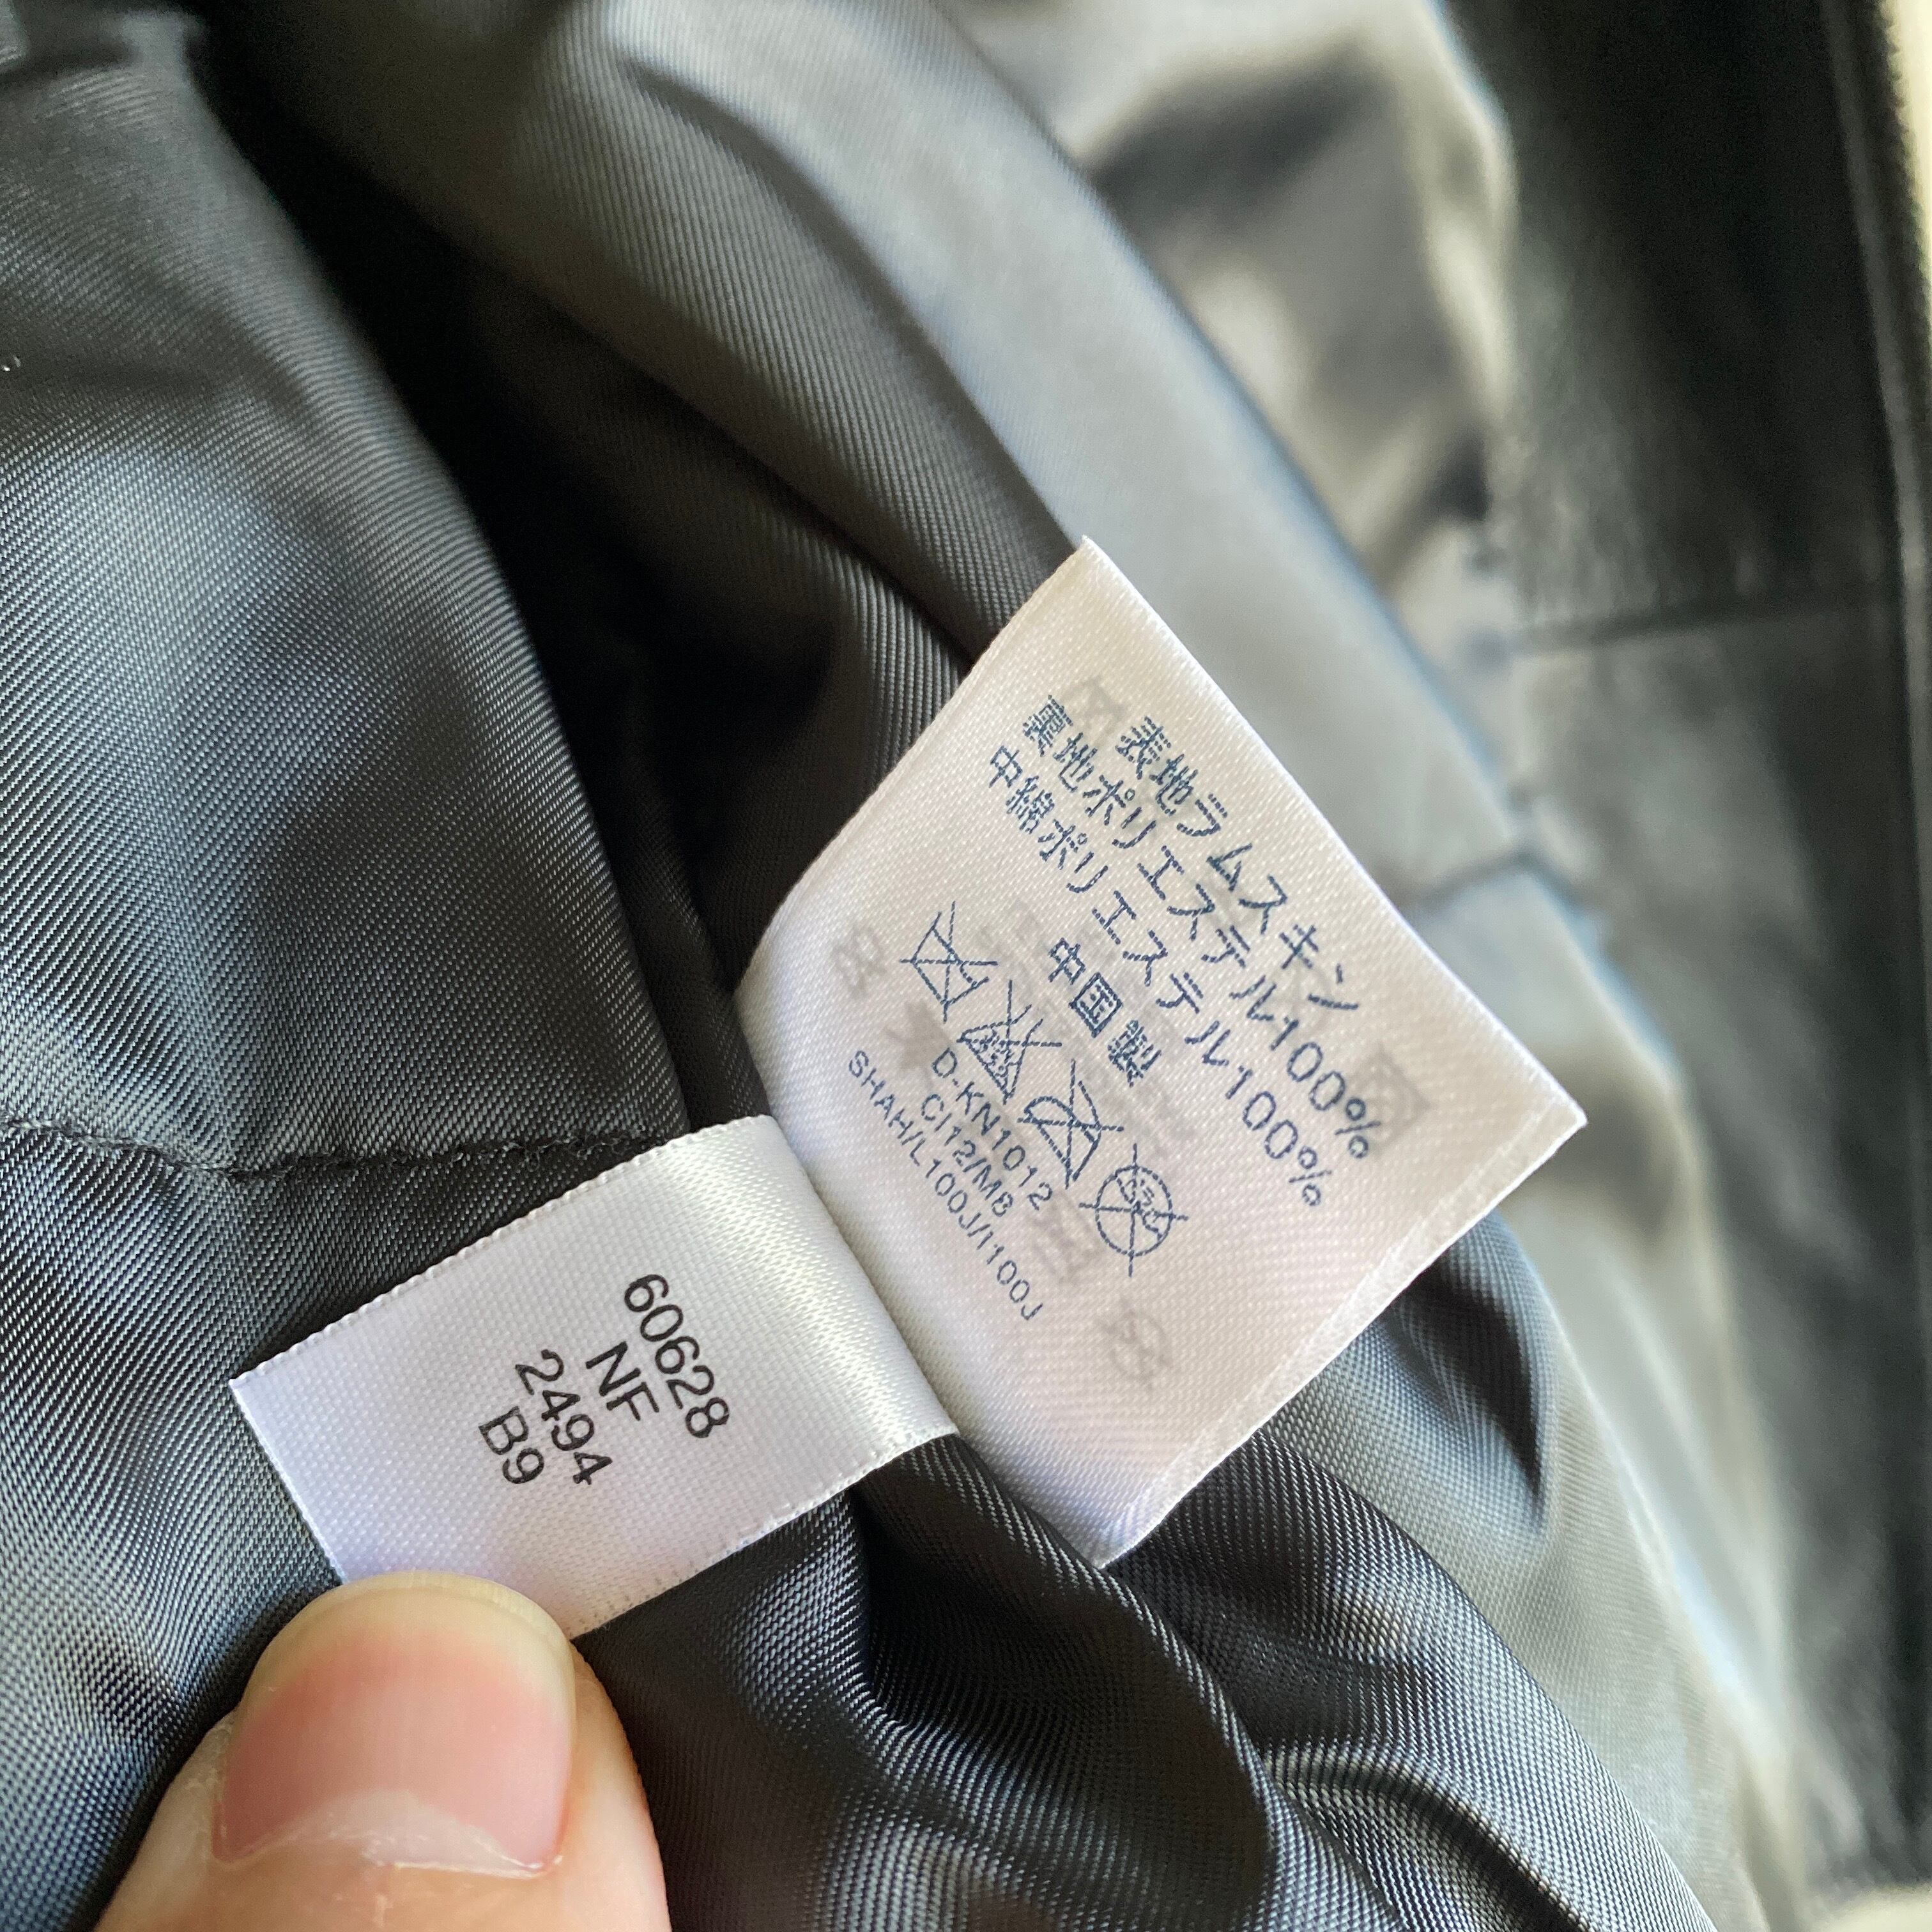 表地ラムスキン
裏地ポリエステル100%
中綿ポリエステル100%
中国製
D-KN1012
CI12/M8
SHAH/L100J/I100J
60628
NF
2494
B9